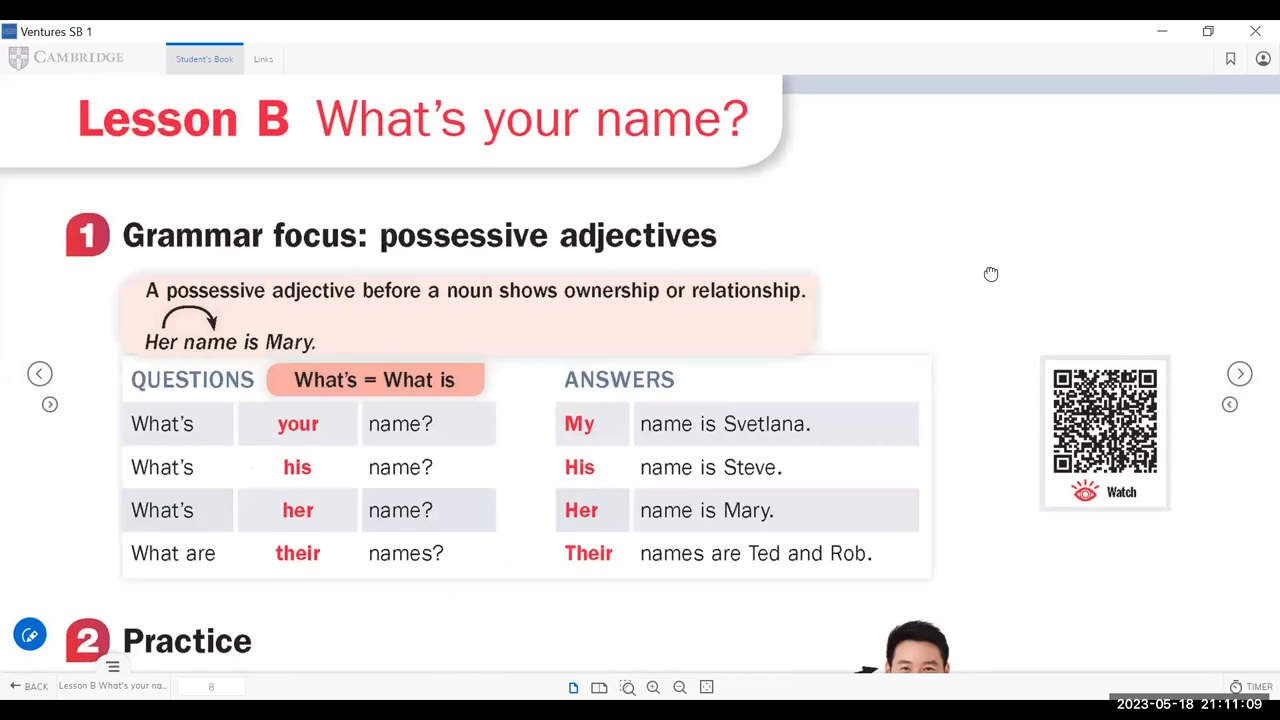 Ventures SB 1
CAMBRIDGE
Student's Book
Links
Lesson B What's your name?
1 Grammar focus: possessive adjectives
A possessive adjective before a noun shows ownership or relationship.
Her name is Mary.
QUESTIONS What's = What is ANSWERS
What's your name? My name is Svetlana.
What's his name? His name is Steve.
What's her name? Her name is Mary.
What are their names? Their names are Ted and Rob.
Watch
2 Practice
BACK
Lesson B What's your na...
8
TIMER
2023-05-18 21:11:09